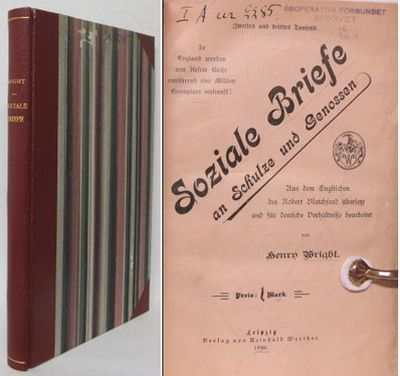 WRIGHT
SOZIALE
BRIEFE
I A ur 2285.
KOOPERATIVA FÖRBUNDET
Zweites und drittes Tausend.
In
England wurden
von diesem Buche
annähernd eine Million
Exemplare verkauft!
Soziale Briefe
an Schulze und Genossen
Aus dem Englischen
des Robert Blatchford übersetzt
und für deutsche Verhältnisse bearbeitet
von
Henry Wright.
Preis: 1 Mark
Leipzig
Verlag von Reinhold Werther
1896.